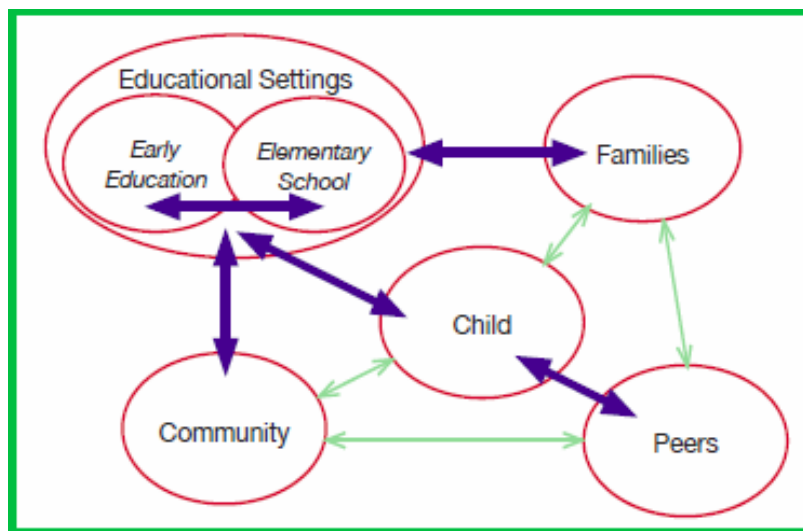 Educational Settings
Early
Education
Elementary
School
Families
Child
Community
Peers